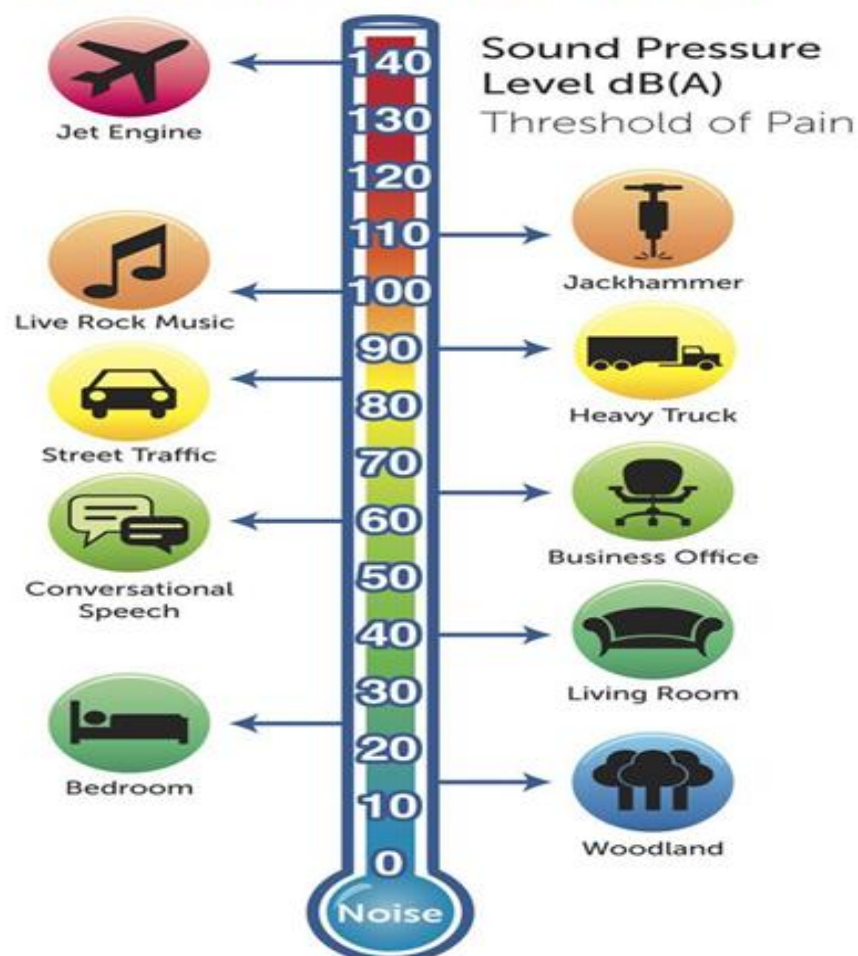 Sound Pressure
Level dB(A)
Threshold of Pain
140
130
120
110
100
90
80
70
60
50
40
30
20
10
0
Noise
Jet Engine
Live Rock Music
Street Traffic
Conversational
Speech
Bedroom
Jackhammer
Heavy Truck
Business Office
Living Room
Woodland